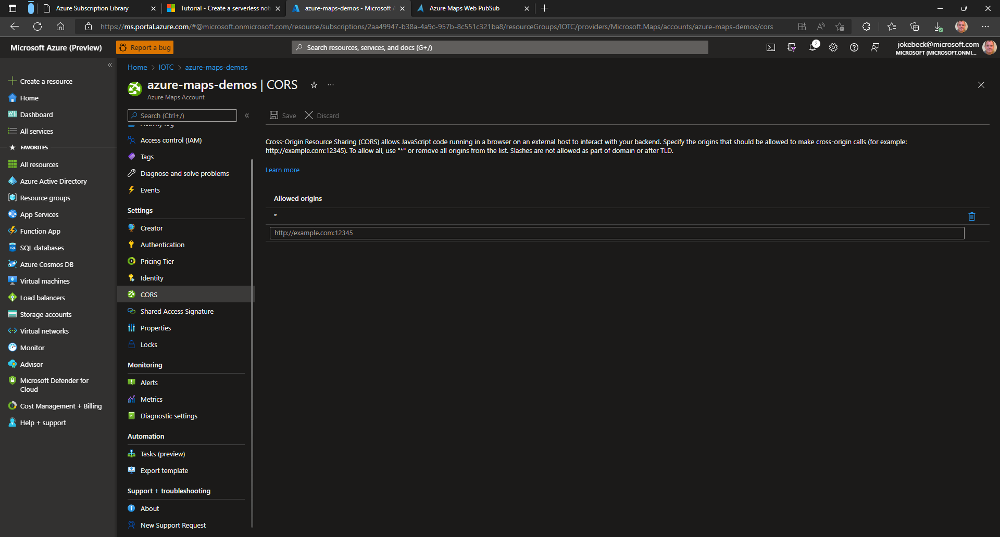 Azure Subscription Library
Tutorial - Create a serverless not
azure-maps-demos - Microsoft A
Azure Maps Web PubSub
https://ms.portal.azure.com/#@microsoft.onmicrosoft.com/resource/subscriptions/2aa49947-b38a-4a9c-957b-8c551c321ba8/resourceGroups/IOTC/providers/Microsoft.Maps/accounts/azure-maps-demos/cors
Microsoft Azure (Preview)
Report a bug
Search resources, services, and docs (G+/)
2
jokebeck@microsoft.com
MICROSOFT (MICROSOFT.ONMI...
Create a resource
Home
Dashboard
All services
FAVORITES
All resources
Azure Active Directory
Resource groups
App Services
Function App
SQL databases
Azure Cosmos DB
Virtual machines
Load balancers
Storage accounts
Virtual networks
Monitor
Advisor
Microsoft Defender for
Cloud
Cost Management + Billing
Help + support
Home > IOTC > azure-maps-demos
azure-maps-demos | CORS
Azure Maps Account
Search (Ctrl+/)
Activity log
Access control (IAM)
Tags
Diagnose and solve problems
Events
Settings
Creator
Authentication
Pricing Tier
Identity
CORS
Shared Access Signature
Properties
Locks
Monitoring
Alerts
Metrics
Diagnostic settings
Automation
Tasks (preview)
Export template
Support + troubleshooting
About
New Support Request
Save
Discard
Cross-Origin Resource Sharing (CORS) allows JavaScript code running in a browser on an external host to interact with your backend. Specify the origins that should be allowed to make cross-origin calls (for example:
http://example.com:12345). To allow all, use "*" or remove all origins from the list. Slashes are not allowed as part of domain or after TLD.
Learn more
Allowed origins
*
http://example.com:12345